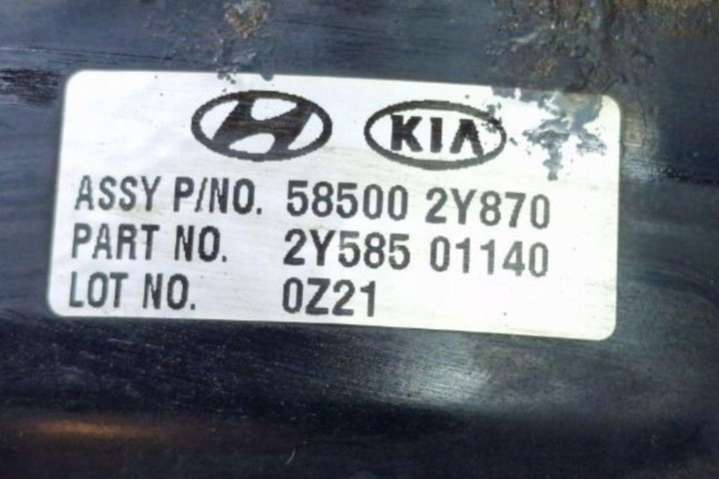 KIA
ASSY P/NO. 58500 2Y870
PART NO. 2Y585 01140
LOT NO. 0Z21